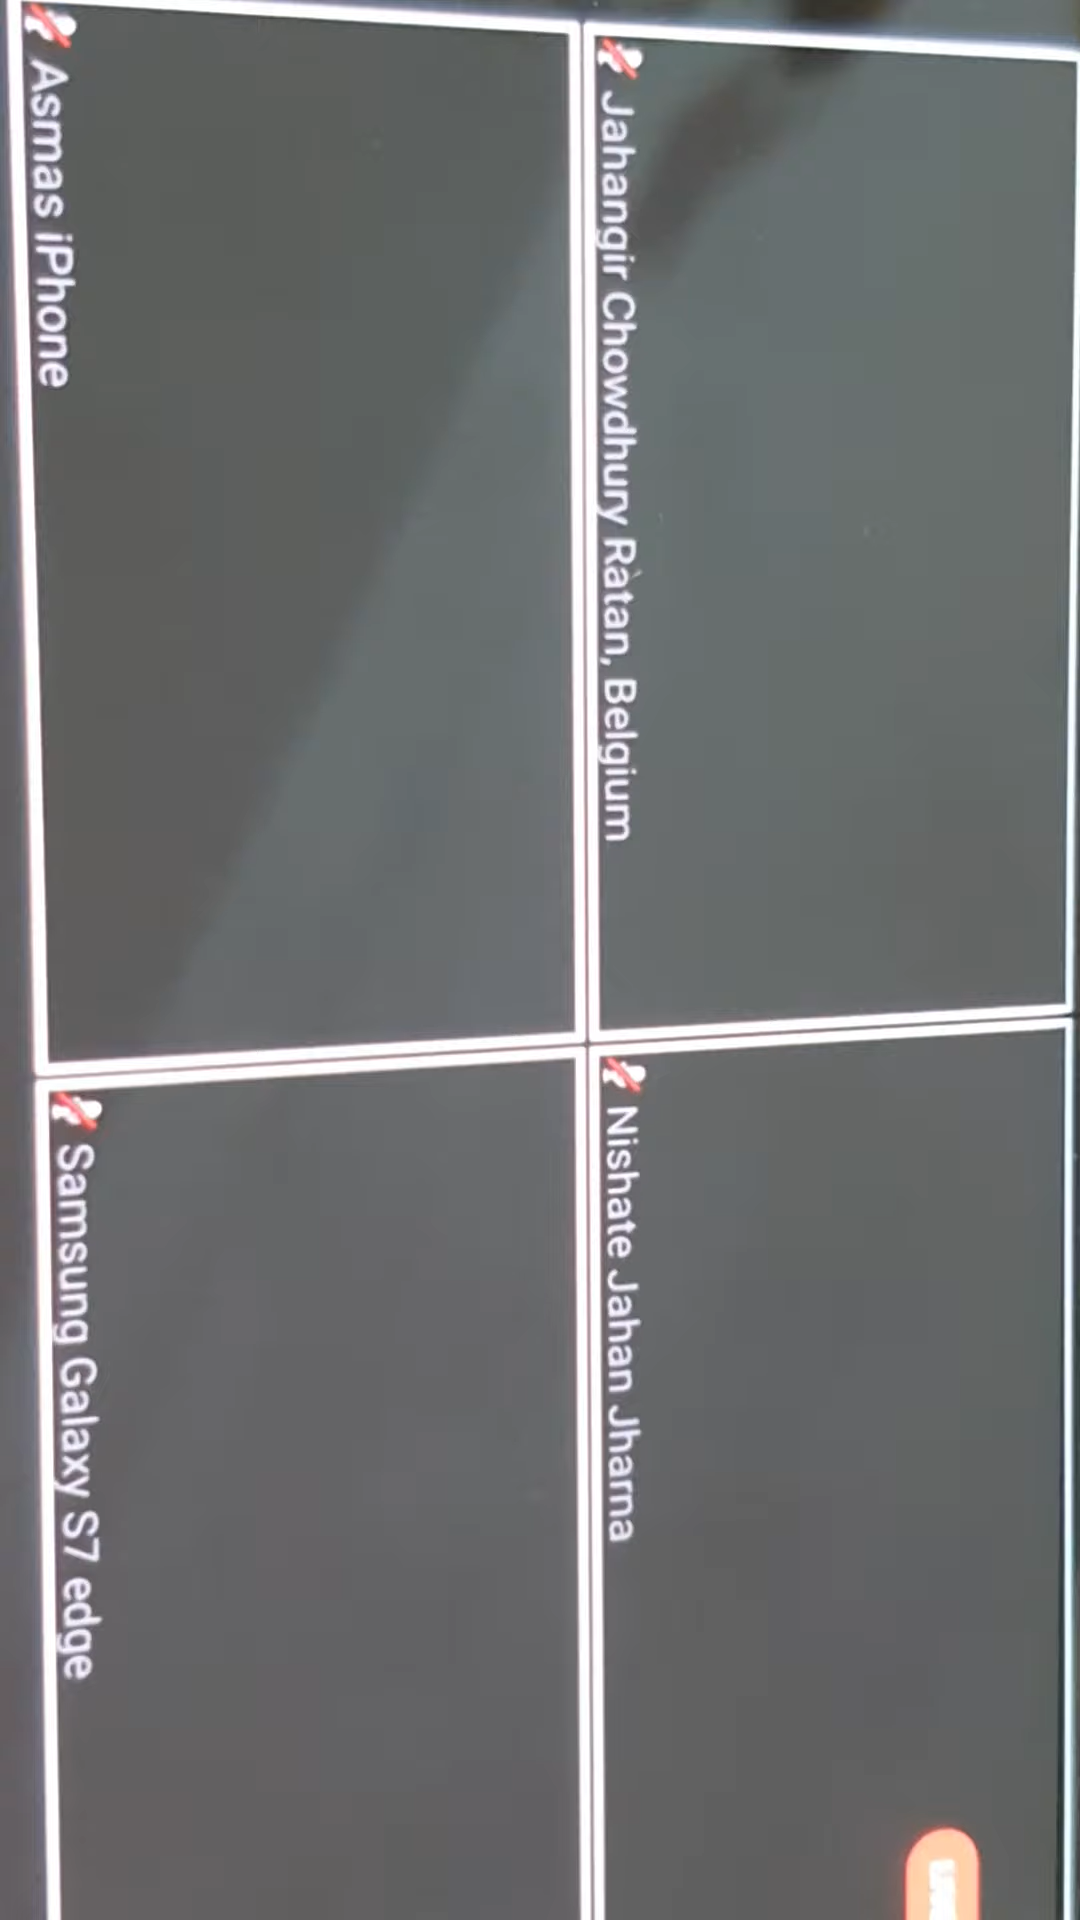 Jahangir Chowdhury Ratan, Belgium
Nishate Jahan Jharna
Asmas iPhone
Samsung Galaxy S7 edge